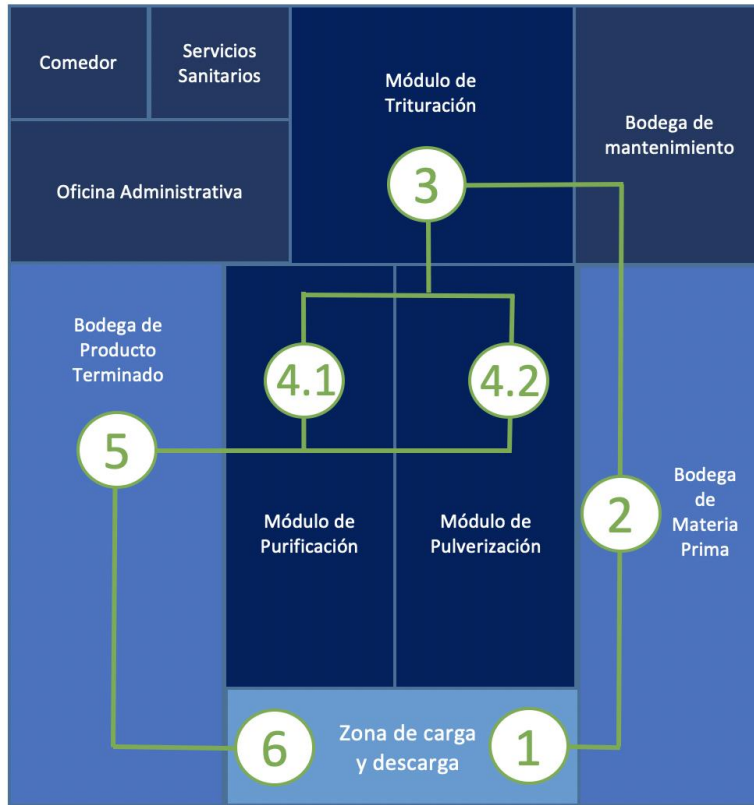 Comedor
Servicios
Sanitarios
Módulo de
Trituración
Bodega de
mantenimiento
Oficina Administrativa
3
Bodega de
Producto
Terminado
4.1
4.2
5
2
Bodega
de
Materia
Prima
Módulo de
Purificación
Módulo de
Pulverización
6
Zona de carga
y descarga
1